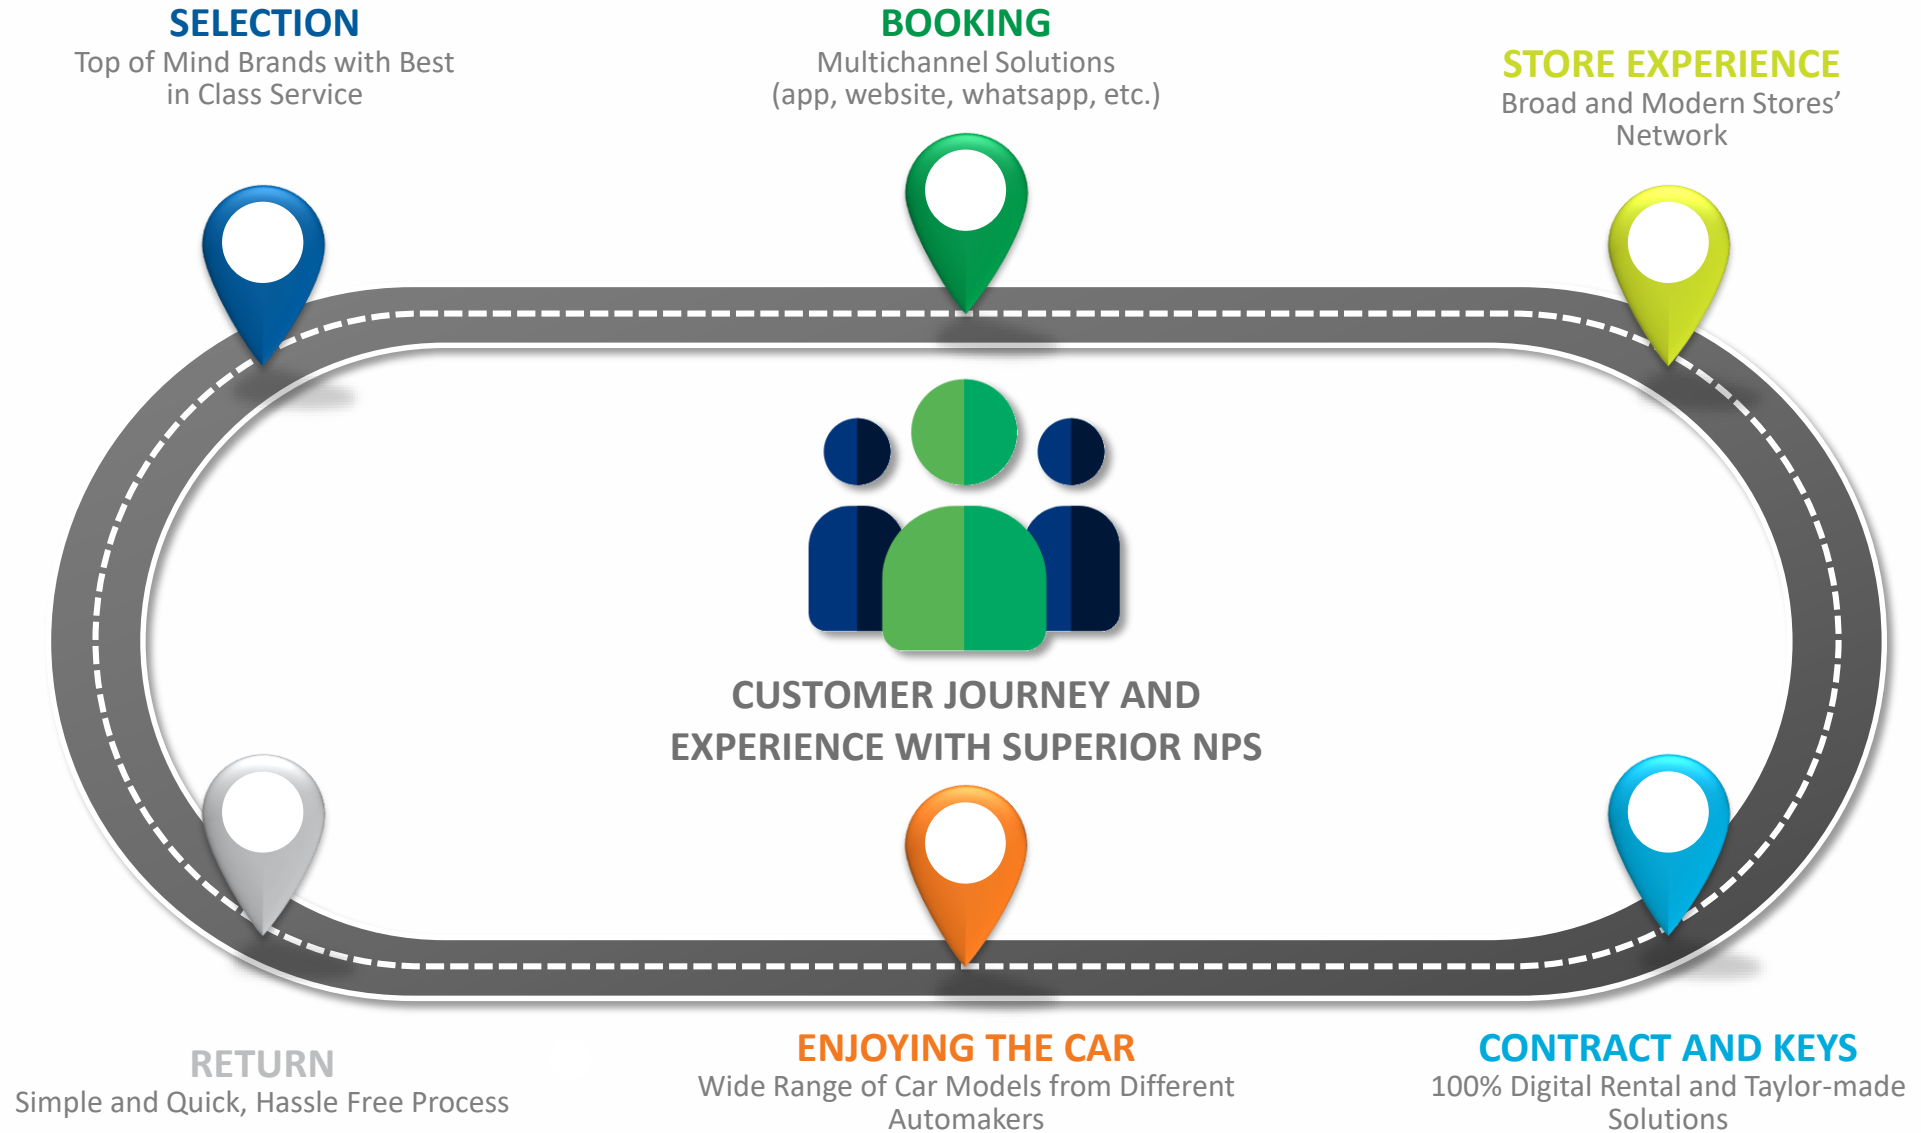 SELECTION
Top of Mind Brands with Best
in Class Service
BOOKING
Multichannel Solutions
(app, website, whatsapp, etc.)
STORE EXPERIENCE
Broad and Modern Stores’
Network
CUSTOMER JOURNEY AND
EXPERIENCE WITH SUPERIOR NPS
RETURN
Simple and Quick, Hassle Free Process
ENJOYING THE CAR
Wide Range of Car Models from Different
Automakers
CONTRACT AND KEYS
100% Digital Rental and Taylor-made
Solutions